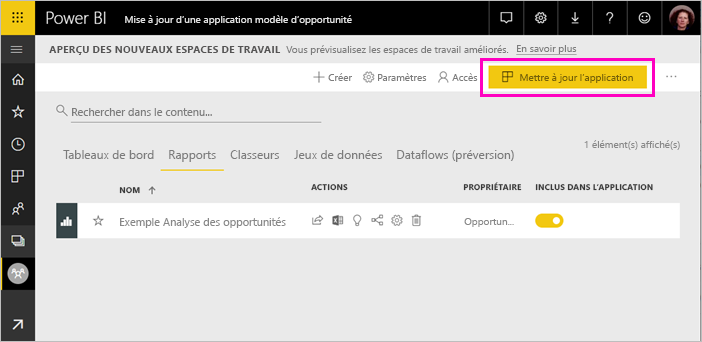 Power BI Mise à jour d'une application modèle d'opportunité
APERÇU DES NOUVEAUX ESPACES DE TRAVAIL Vous prévisualisez les espaces de travail améliorés. En savoir plus
Créer Paramètres Accès Mettre à jour l'application
Rechercher dans le contenu...
1 élément(s) affiché(s)
Tableaux de bord Rapports Classeurs Jeux de données Dataflows (préversion)
NOM ACTIONS PROPRIÉTAIRE INCLUS DANS L'APPLICATION
Exemple Analyse des opportunités Opportun...